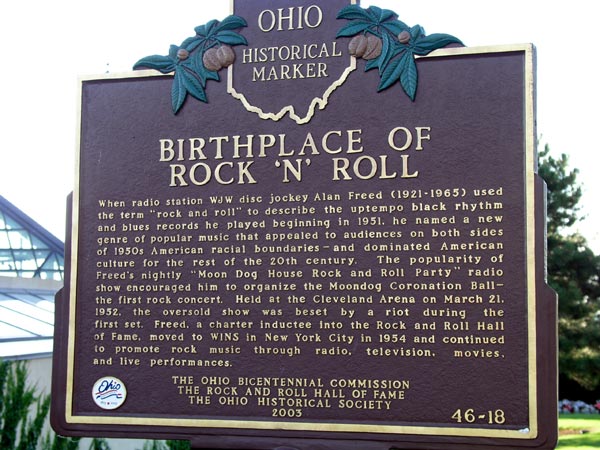 OHIO
HISTORICAL
MARKER
BIRTHPLACE OF
ROCK 'N' ROLL
When radio station WJW disc jockey Alan Freed (1921-1965) used
the term "rock and roll" to describe the uptempo black rhythm
and blues records he played beginning in 1951, he named a new
genre of popular music that appealed to audiences on both sides
of 1950s American racial boundaries—and dominated American
culture for the rest of the 20th century. The popularity of
Freed's nightly "Moon Dog House Rock and Roll Party" radio
show encouraged him to organize the Moondog Coronation Ball—
the first rock concert. Held at the Cleveland Arena on March 21,
1952, the oversold show was beset by a riot during the
first set. Freed, a charter inductee into the Rock and Roll Hall
of Fame, moved to WINS in New York City in 1954 and continued
to promote rock music through radio, television, movies,
and live performances.
Ohio
THE OHIO BICENTENNIAL COMMISSION
THE ROCK AND ROLL HALL OF FAME
THE OHIO HISTORICAL SOCIETY
2003
46-18